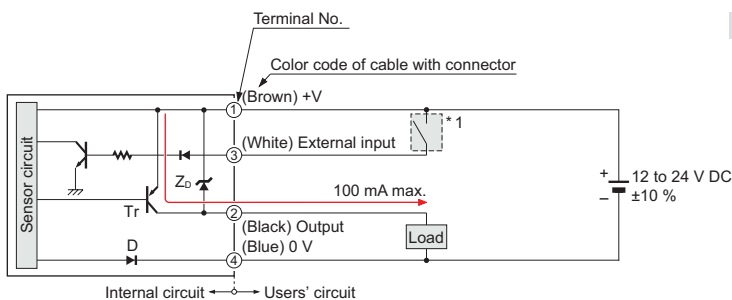 Terminal No.
Color code of cable with connector
(Brown) +V
1
* 1
(White) External input
3
Sensor circuit
ZD
Tr
100 mA max.
+
12 to 24 V DC
–
±10 %
2
(Black) Output
Load
(Blue) 0 V
D
4
Internal circuit
Users' circuit